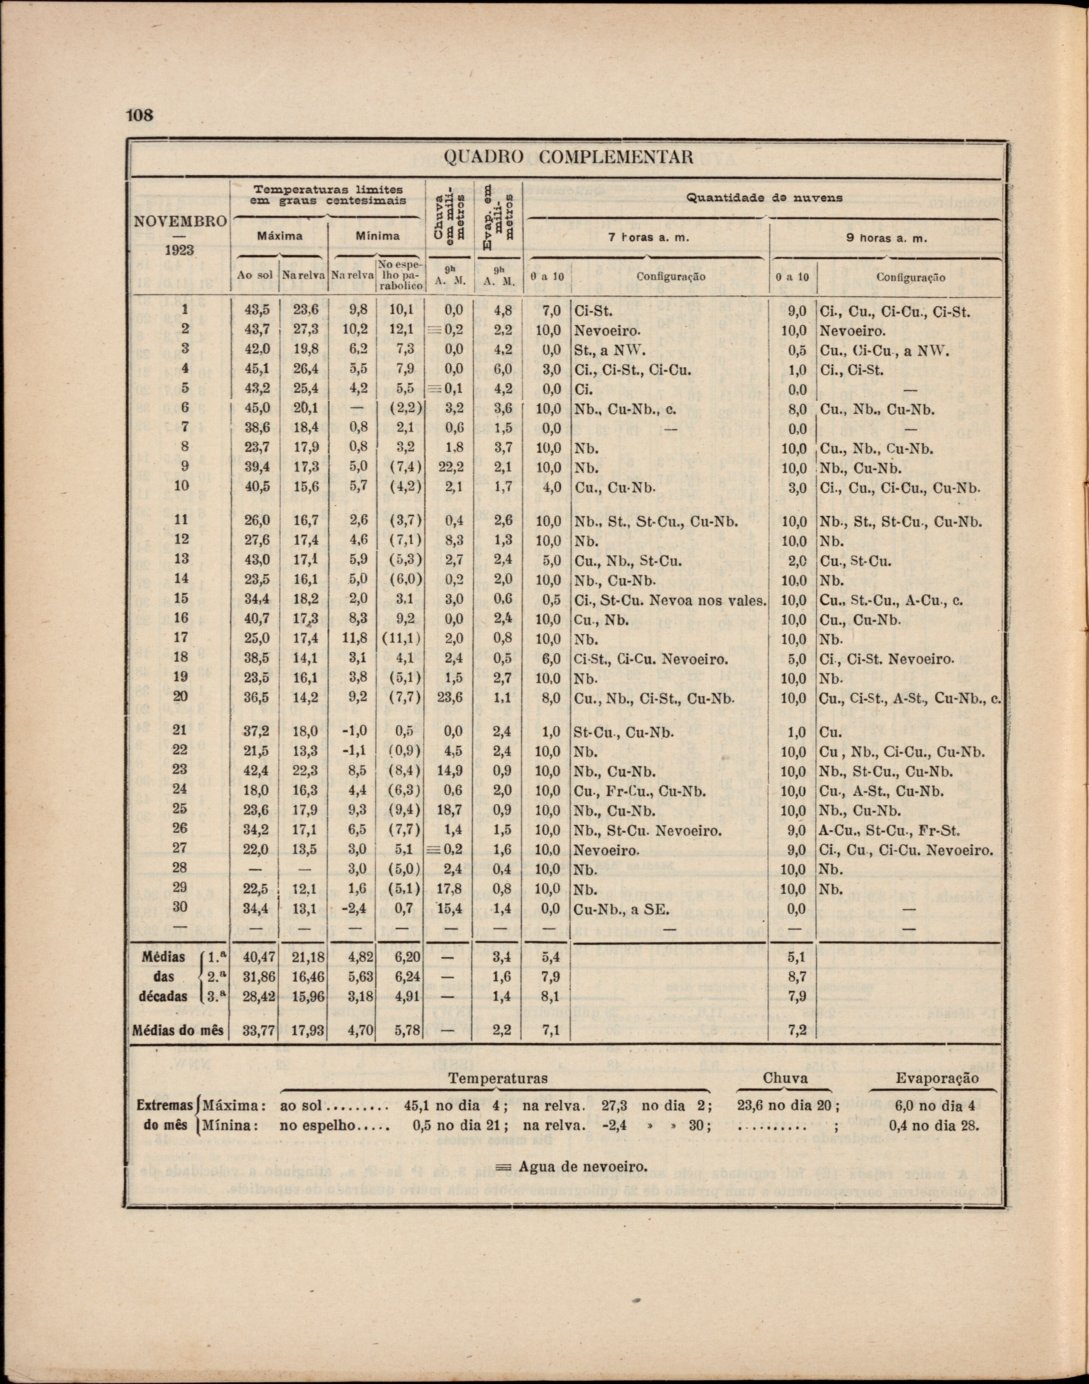 108
QUADRO COMPLEMENTAR
NOVEMBRO — 1923
Temperaturas limites em graus centesimais
Chuva em milimetros
Evap. em milimetros
Quantidade de nuvens
Máxima Mínima 7 horas a. m. 9 horas a. m.
Ao sol Na relva Na relva No espelho parabolico 9h A. M. 9h A. M. 0 a 10 Configuração 0 a 10 Configuração
1 43,5 23,6 9,8 10,1 0,0 4,8 7,0 Ci-St. 9,0 Ci., Cu., Ci-Cu., Ci-St.
2 43,7 27,3 10,2 12,1 ≡0,2 2,2 10,0 Nevoeiro. 10,0 Nevoeiro.
3 42,0 19,8 6,2 7,3 0,0 4,2 0,0 St., a NW. 0,5 Cu., Ci-Cu., a NW.
4 45,1 26,4 5,5 7,9 0,0 6,0 3,0 Ci., Ci-St., Ci-Cu. 1,0 Ci., Ci-St.
5 43,2 25,4 4,2 5,5 ≡0,1 4,2 0,0 Ci. 0.0 —
6 45,0 20,1 — (2,2) 3,2 3,6 10,0 Nb., Cu-Nb., c. 8,0 Cu., Nb., Cu-Nb.
7 38,6 18,4 0,8 2,1 0,6 1,5 0,0 — 0.0 —
8 23,7 17,9 0,8 3,2 1,8 3,7 10,0 Nb. 10,0 Cu., Nb., Cu-Nb.
9 39,4 17,3 5,0 (7,4) 22,2 2,1 10,0 Nb. 10,0 Nb., Cu-Nb.
10 40,5 15,6 5,7 (4,2) 2,1 1,7 4,0 Cu., Cu-Nb. 3,0 Ci., Cu., Ci-Cu., Cu-Nb.
11 26,0 16,7 2,6 (3,7) 0,4 2,6 10,0 Nb., St., St-Cu., Cu-Nb. 10,0 Nb., St., St-Cu., Cu-Nb.
12 27,6 17,4 4,6 (7,1) 8,3 1,3 10,0 Nb. 10.0 Nb.
13 43,0 17,1 5,9 (5,3) 2,7 2,4 5,0 Cu., Nb., St-Cu. 2,0 Cu., St-Cu.
14 23,5 16,1 5,0 (6,0) 0,2 2,0 10,0 Nb., Cu-Nb. 10,0 Nb.
15 34,4 18,2 2,0 3,1 3,0 0,6 0,5 Ci., St-Cu. Nevoa nos vales. 10,0 Cu., St.-Cu., A-Cu., c.
16 40,7 17,3 8,3 9,2 0,0 2,4 10,0 Cu., Nb. 10,0 Cu., Cu-Nb.
17 25,0 17,4 11,8 (11,1) 2,0 0,8 10,0 Nb. 10,0 Nb.
18 38,5 14,1 3,1 4,1 2,4 0,5 6,0 Ci-St., Ci-Cu. Nevoeiro. 5,0 Ci., Ci-St. Nevoeiro.
19 23,5 16,1 3,8 (5,1) 1,5 2,7 10,0 Nb. 10,0 Nb.
20 36,5 14,2 9,2 (7,7) 23,6 1,1 8,0 Cu., Nb., Ci-St., Cu-Nb. 10,0 Cu., Ci-St., A-St., Cu-Nb., c.
21 37,2 18,0 -1,0 0,5 0,0 2,4 1,0 St-Cu., Cu-Nb. 1,0 Cu.
22 21,5 13,3 -1,1 (0,9) 4,5 2,4 10,0 Nb. 10,0 Cu , Nb., Ci-Cu., Cu-Nb.
23 42,4 22,3 8,5 (8,4) 14,9 0,9 10,0 Nb., Cu-Nb. 10,0 Nb., St-Cu., Cu-Nb.
24 18,0 16,3 4,4 (6,3) 0,6 2,0 10,0 Cu., Fr-Cu., Cu-Nb. 10,0 Cu., A-St., Cu-Nb.
25 23,6 17,9 9,3 (9,4) 18,7 0,9 10,0 Nb., Cu-Nb. 10,0 Nb., Cu-Nb.
26 34,2 17,1 6,5 (7,7) 1,4 1,5 10,0 Nb., St-Cu. Nevoeiro. 9,0 A-Cu., St-Cu., Fr-St.
27 22,0 13,5 3,0 5,1 ≡0,2 1,6 10,0 Nevoeiro. 9,0 Ci., Cu., Ci-Cu. Nevoeiro.
28 — — 3,0 (5,0) 2,4 0,4 10,0 Nb. 10,0 Nb.
29 22,5 12,1 1,6 (5,1) 17,8 0,8 10,0 Nb. 10,0 Nb.
30 34,4 13,1 -2,4 0,7 15,4 1,4 0,0 Cu-Nb., a SE. 0,0 —
— — — — — — — — — — —
Médias das décadas
1.ª 40,47 21,18 4,82 6,20 — 3,4 5,4 5,1
2.ª 31,86 16,46 5,63 6,24 — 1,6 7,9 8,7
3.ª 28,42 15,96 3,18 4,91 — 1,4 8,1 7,9
Médias do mês 33,77 17,93 4,70 5,78 — 2,2 7,1 7,2
Temperaturas Chuva Evaporação
Extremas do mês
Máxima: ao sol......... 45,1 no dia 4; na relva. 27,3 no dia 2; 23,6 no dia 20; 6,0 no dia 4
Mínina: no espelho..... 0,5 no dia 21; na relva. -2,4 » » 30; .......... ; 0,4 no dia 28.
≡ Agua de nevoeiro.